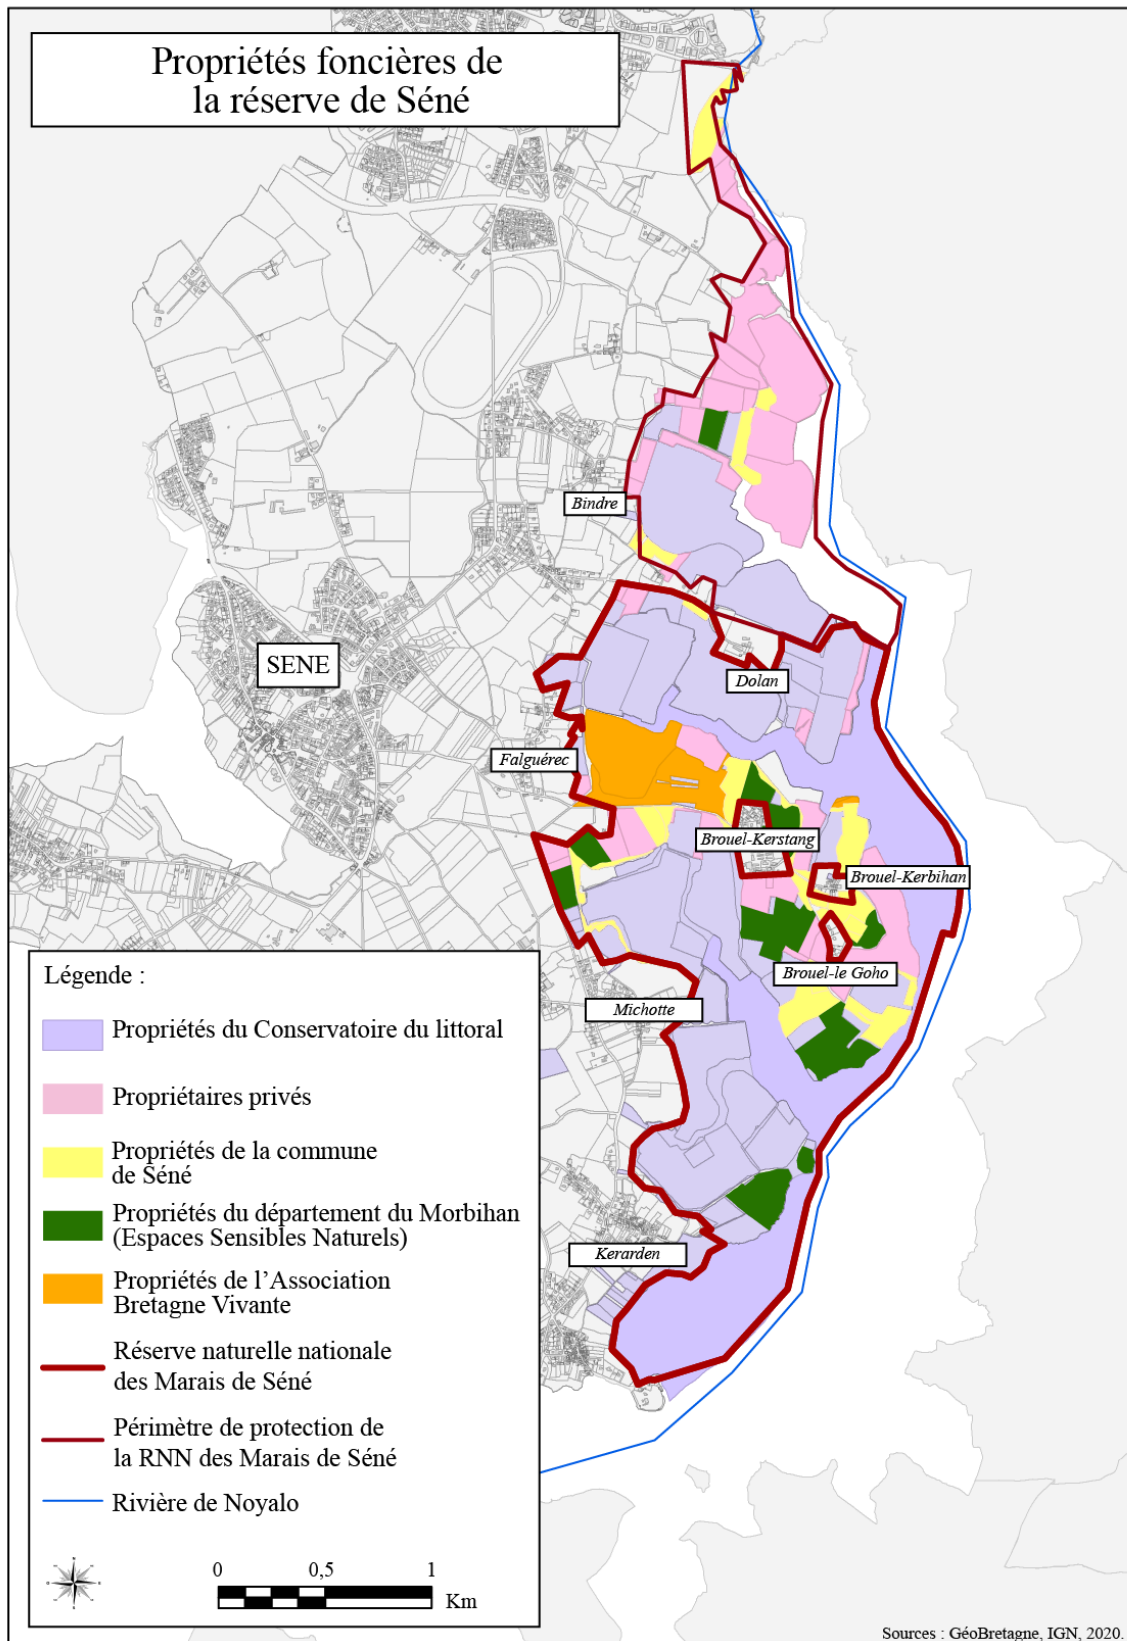 Propriétés foncières de
la réserve de Séné
Bindre
SENE
Dolan
Falguérec
Brouel-Kerstang
Brouel-Kerbihan
Brouel-le Goho
Michotte
Kerarden
Légende :
Propriétés du Conservatoire du littoral
Propriétaires privés
Propriétés de la commune
de Séné
Propriétés du département du Morbihan
(Espaces Sensibles Naturels)
Propriétés de l’Association
Bretagne Vivante
Réserve naturelle nationale
des Marais de Séné
Périmètre de protection de
la RNN des Marais de Séné
Rivière de Noyalo
0 0,5 1
Km
Sources : GéoBretagne, IGN, 2020.